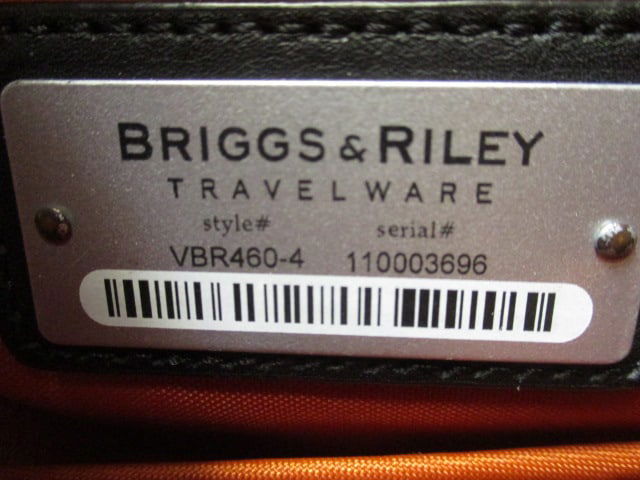 BRIGGS & RILEY
TRAVELWARE
style# serial#
VBR460-4 110003696